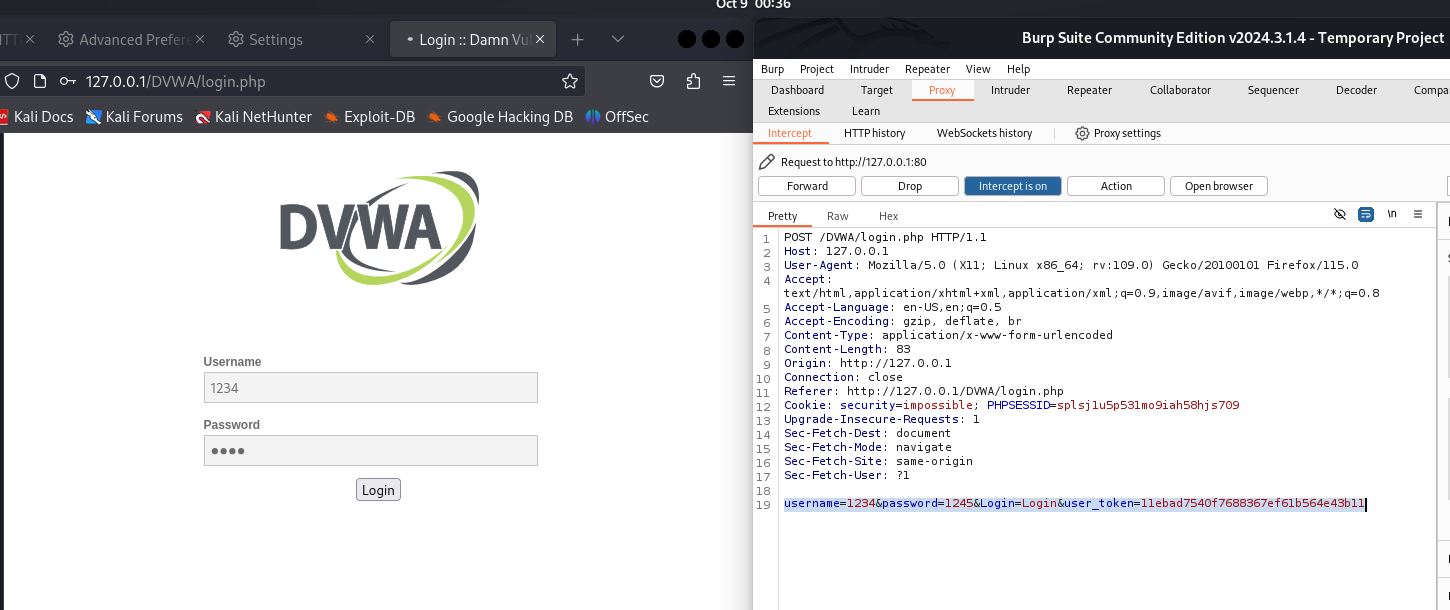 Oct 9 00:36
Advanced Prefer
Settings
Login :: Damn Vul
127.0.0.1/DVWA/login.php
Kali Docs
Kali Forums
Kali NetHunter
Exploit-DB
Google Hacking DB
OffSec
DVWA
Username
1234
Password
••••
Login
Burp Suite Community Edition v2024.3.1.4 - Temporary Project
Burp Project Intruder Repeater View Help
Dashboard Target Proxy Intruder Repeater Collaborator Sequencer Decoder Compa
Extensions Learn
Intercept HTTP history WebSockets history Proxy settings
Request to http://127.0.0.1:80
Forward Drop Intercept is on Action Open browser
Pretty Raw Hex \n
1 POST /DVWA/login.php HTTP/1.1
2 Host: 127.0.0.1
3 User-Agent: Mozilla/5.0 (X11; Linux x86_64; rv:109.0) Gecko/20100101 Firefox/115.0
4 Accept:
text/html,application/xhtml+xml,application/xml;q=0.9,image/avif,image/webp,*/*;q=0.8
5 Accept-Language: en-US,en;q=0.5
6 Accept-Encoding: gzip, deflate, br
7 Content-Type: application/x-www-form-urlencoded
8 Content-Length: 83
9 Origin: http://127.0.0.1
10 Connection: close
11 Referer: http://127.0.0.1/DVWA/login.php
12 Cookie: security=impossible; PHPSESSID=splsj1u5p531mo9iah58hjs709
13 Upgrade-Insecure-Requests: 1
14 Sec-Fetch-Dest: document
15 Sec-Fetch-Mode: navigate
16 Sec-Fetch-Site: same-origin
17 Sec-Fetch-User: ?1
18
19 username=1234&password=1245&Login=Login&user_token=11ebad7540f7688367ef61b564e43b11